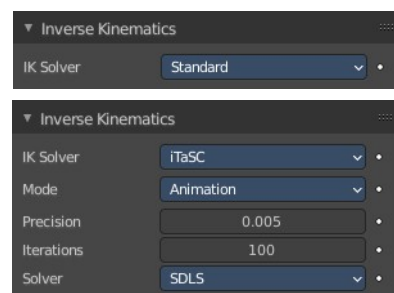 Inverse Kinematics
IK Solver Standard
Inverse Kinematics
IK Solver iTaSC
Mode Animation
Precision 0.005
Iterations 100
Solver SDLS